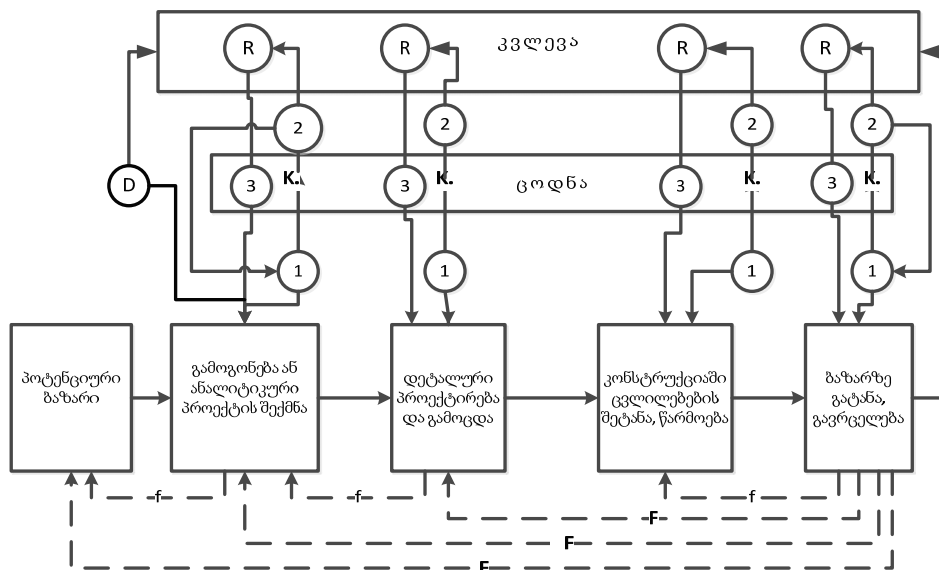 R R კვლევა R R
2 2 2 2
D 3 K. 3 K. ცოდნა 3 K. 3 K.
1 1 1 1
პოტენციური
ბაზარი
გამოგონება ან
ანალიტიკური
პროექტის შექმნა
დეტალური
პროექტირება
და გამოცდა
კონსტრუქციაში
ცვლილებების
შეტანა, წარმოება
ბაზარზე
გატანა,
გავრცელება
f f f
F
F
F